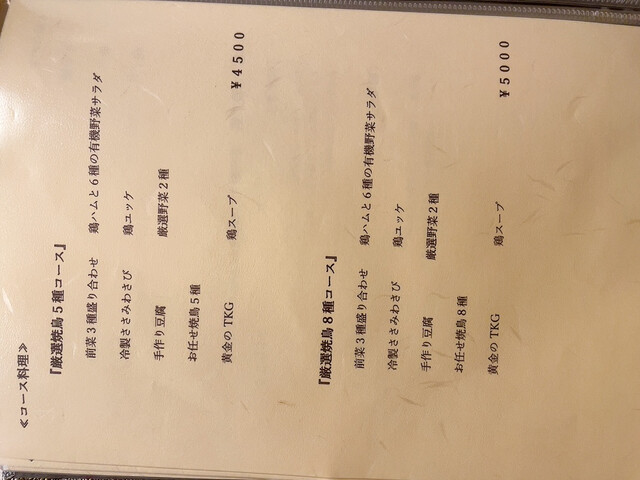 ≪コース料理≫
『厳選焼鳥5種コース』
前菜3種盛り合わせ 鶏ハムと6種の有機野菜サラダ
冷製ささみわさび 鶏ユッケ
手作り豆腐 厳選野菜2種
お任せ焼鳥5種
黄金のTKG 鶏スープ ¥4500
『厳選焼鳥8種コース』
前菜3種盛り合わせ 鶏ハムと6種の有機野菜サラダ
冷製ささみわさび 鶏ユッケ
手作り豆腐 厳選野菜2種
お任せ焼鳥8種
黄金のTKG 鶏スープ ¥5000